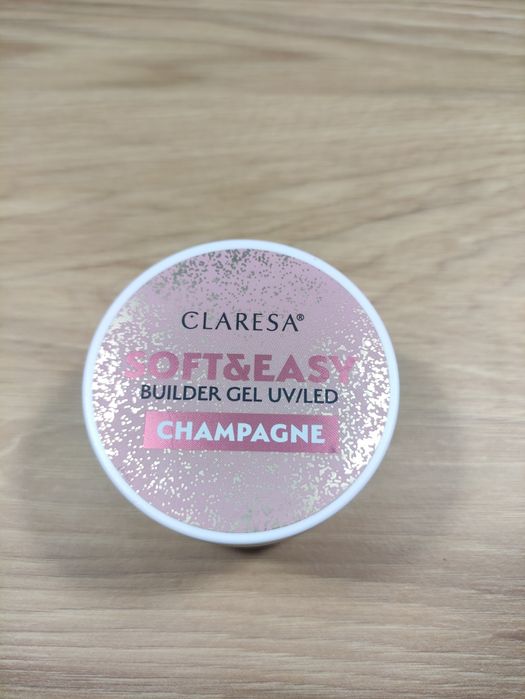 CLARESA®
SOFT&EASY
BUILDER GEL UV/LED
CHAMPAGNE